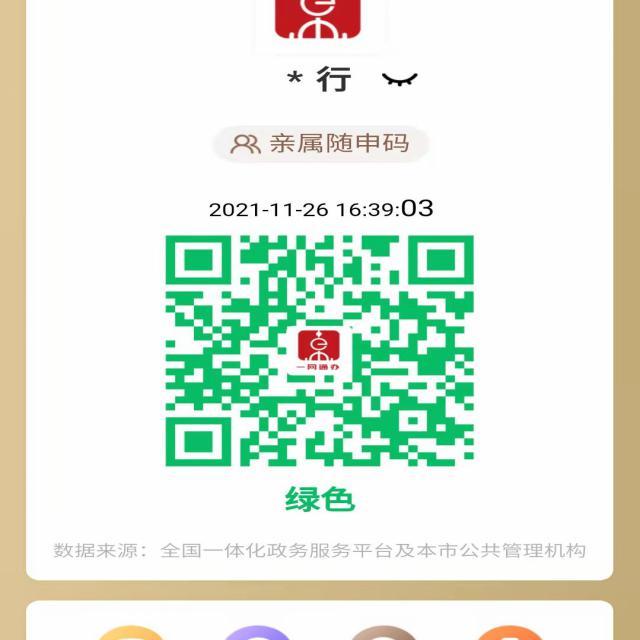 * 行
亲属随申码
2021-11-26 16:39:03
一网通办
绿色
数据来源：全国一体化政务服务平台及本市公共管理机构